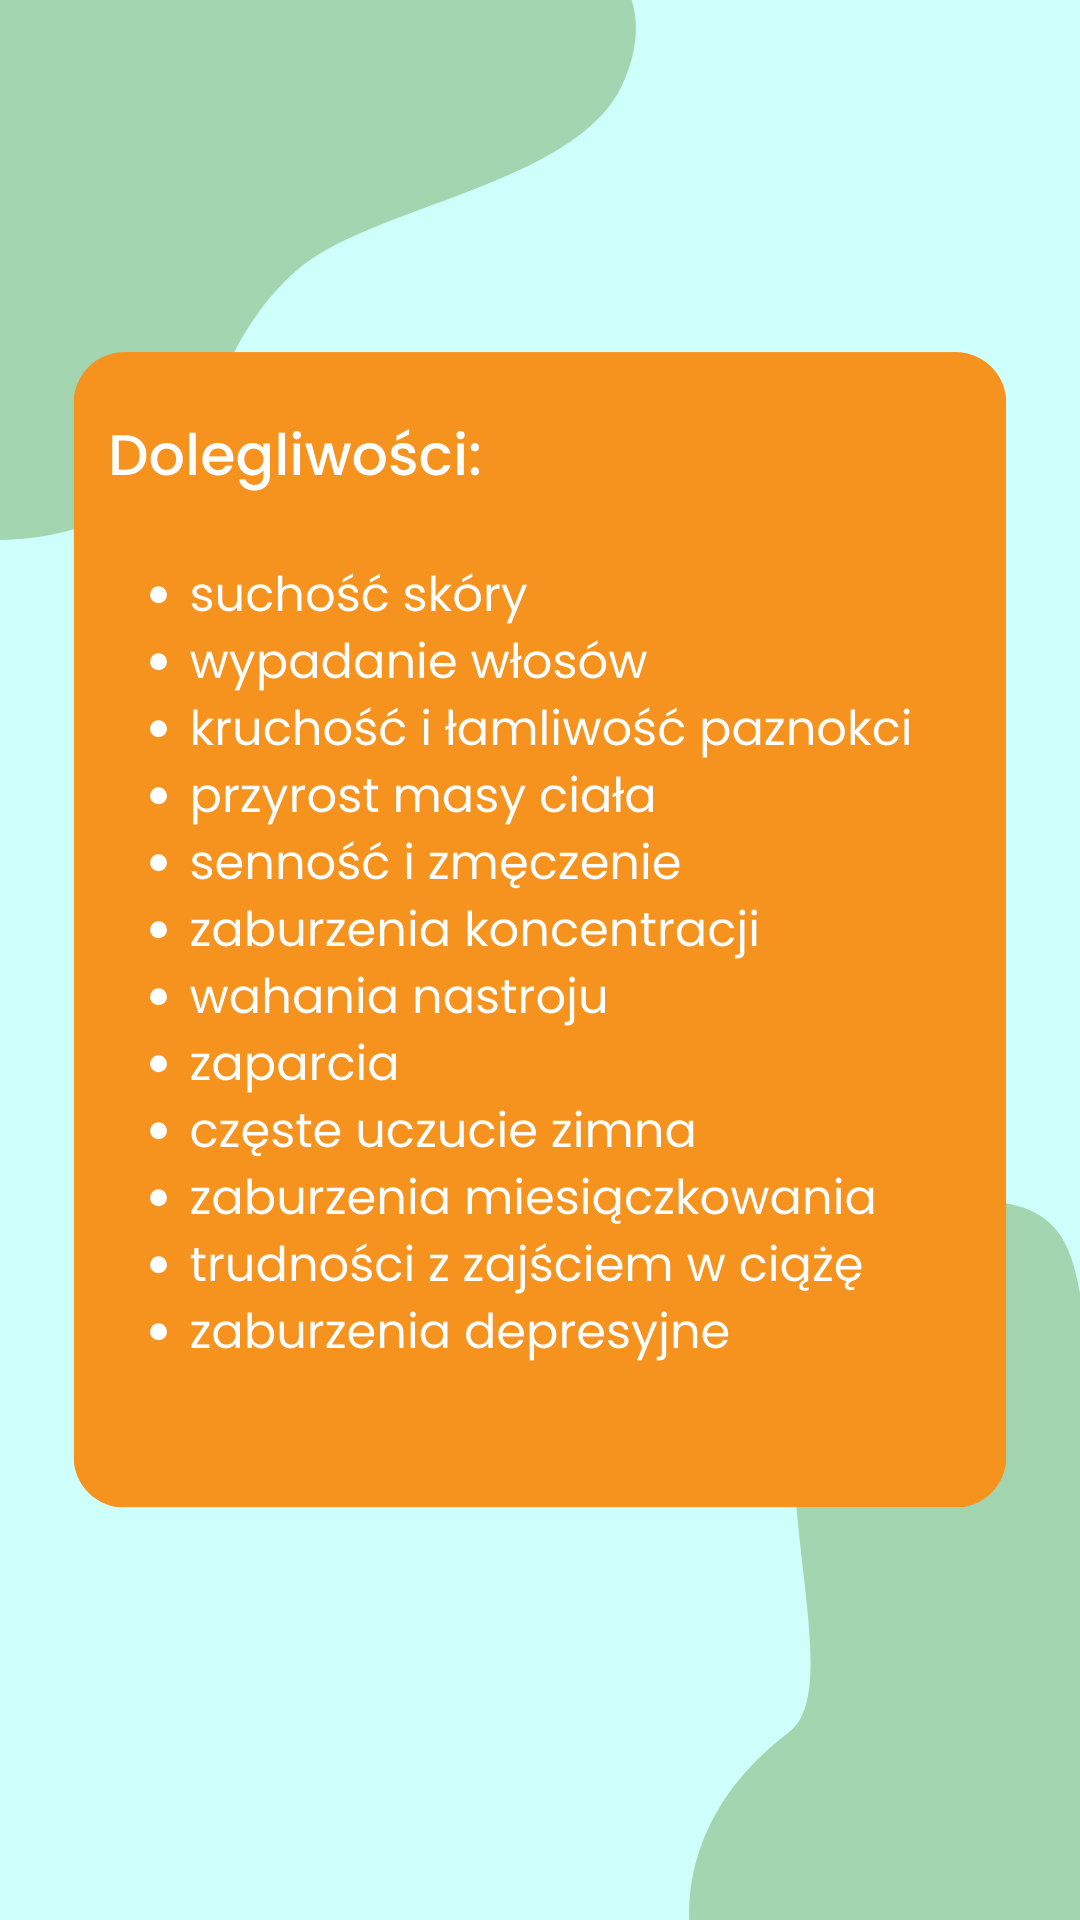 Dolegliwości:
• suchość skóry
• wypadanie włosów
• kruchość i łamliwość paznokci
• przyrost masy ciała
• senność i zmęczenie
• zaburzenia koncentracji
• wahania nastroju
• zaparcia
• częste uczucie zimna
• zaburzenia miesiączkowania
• trudności z zajściem w ciążę
• zaburzenia depresyjne